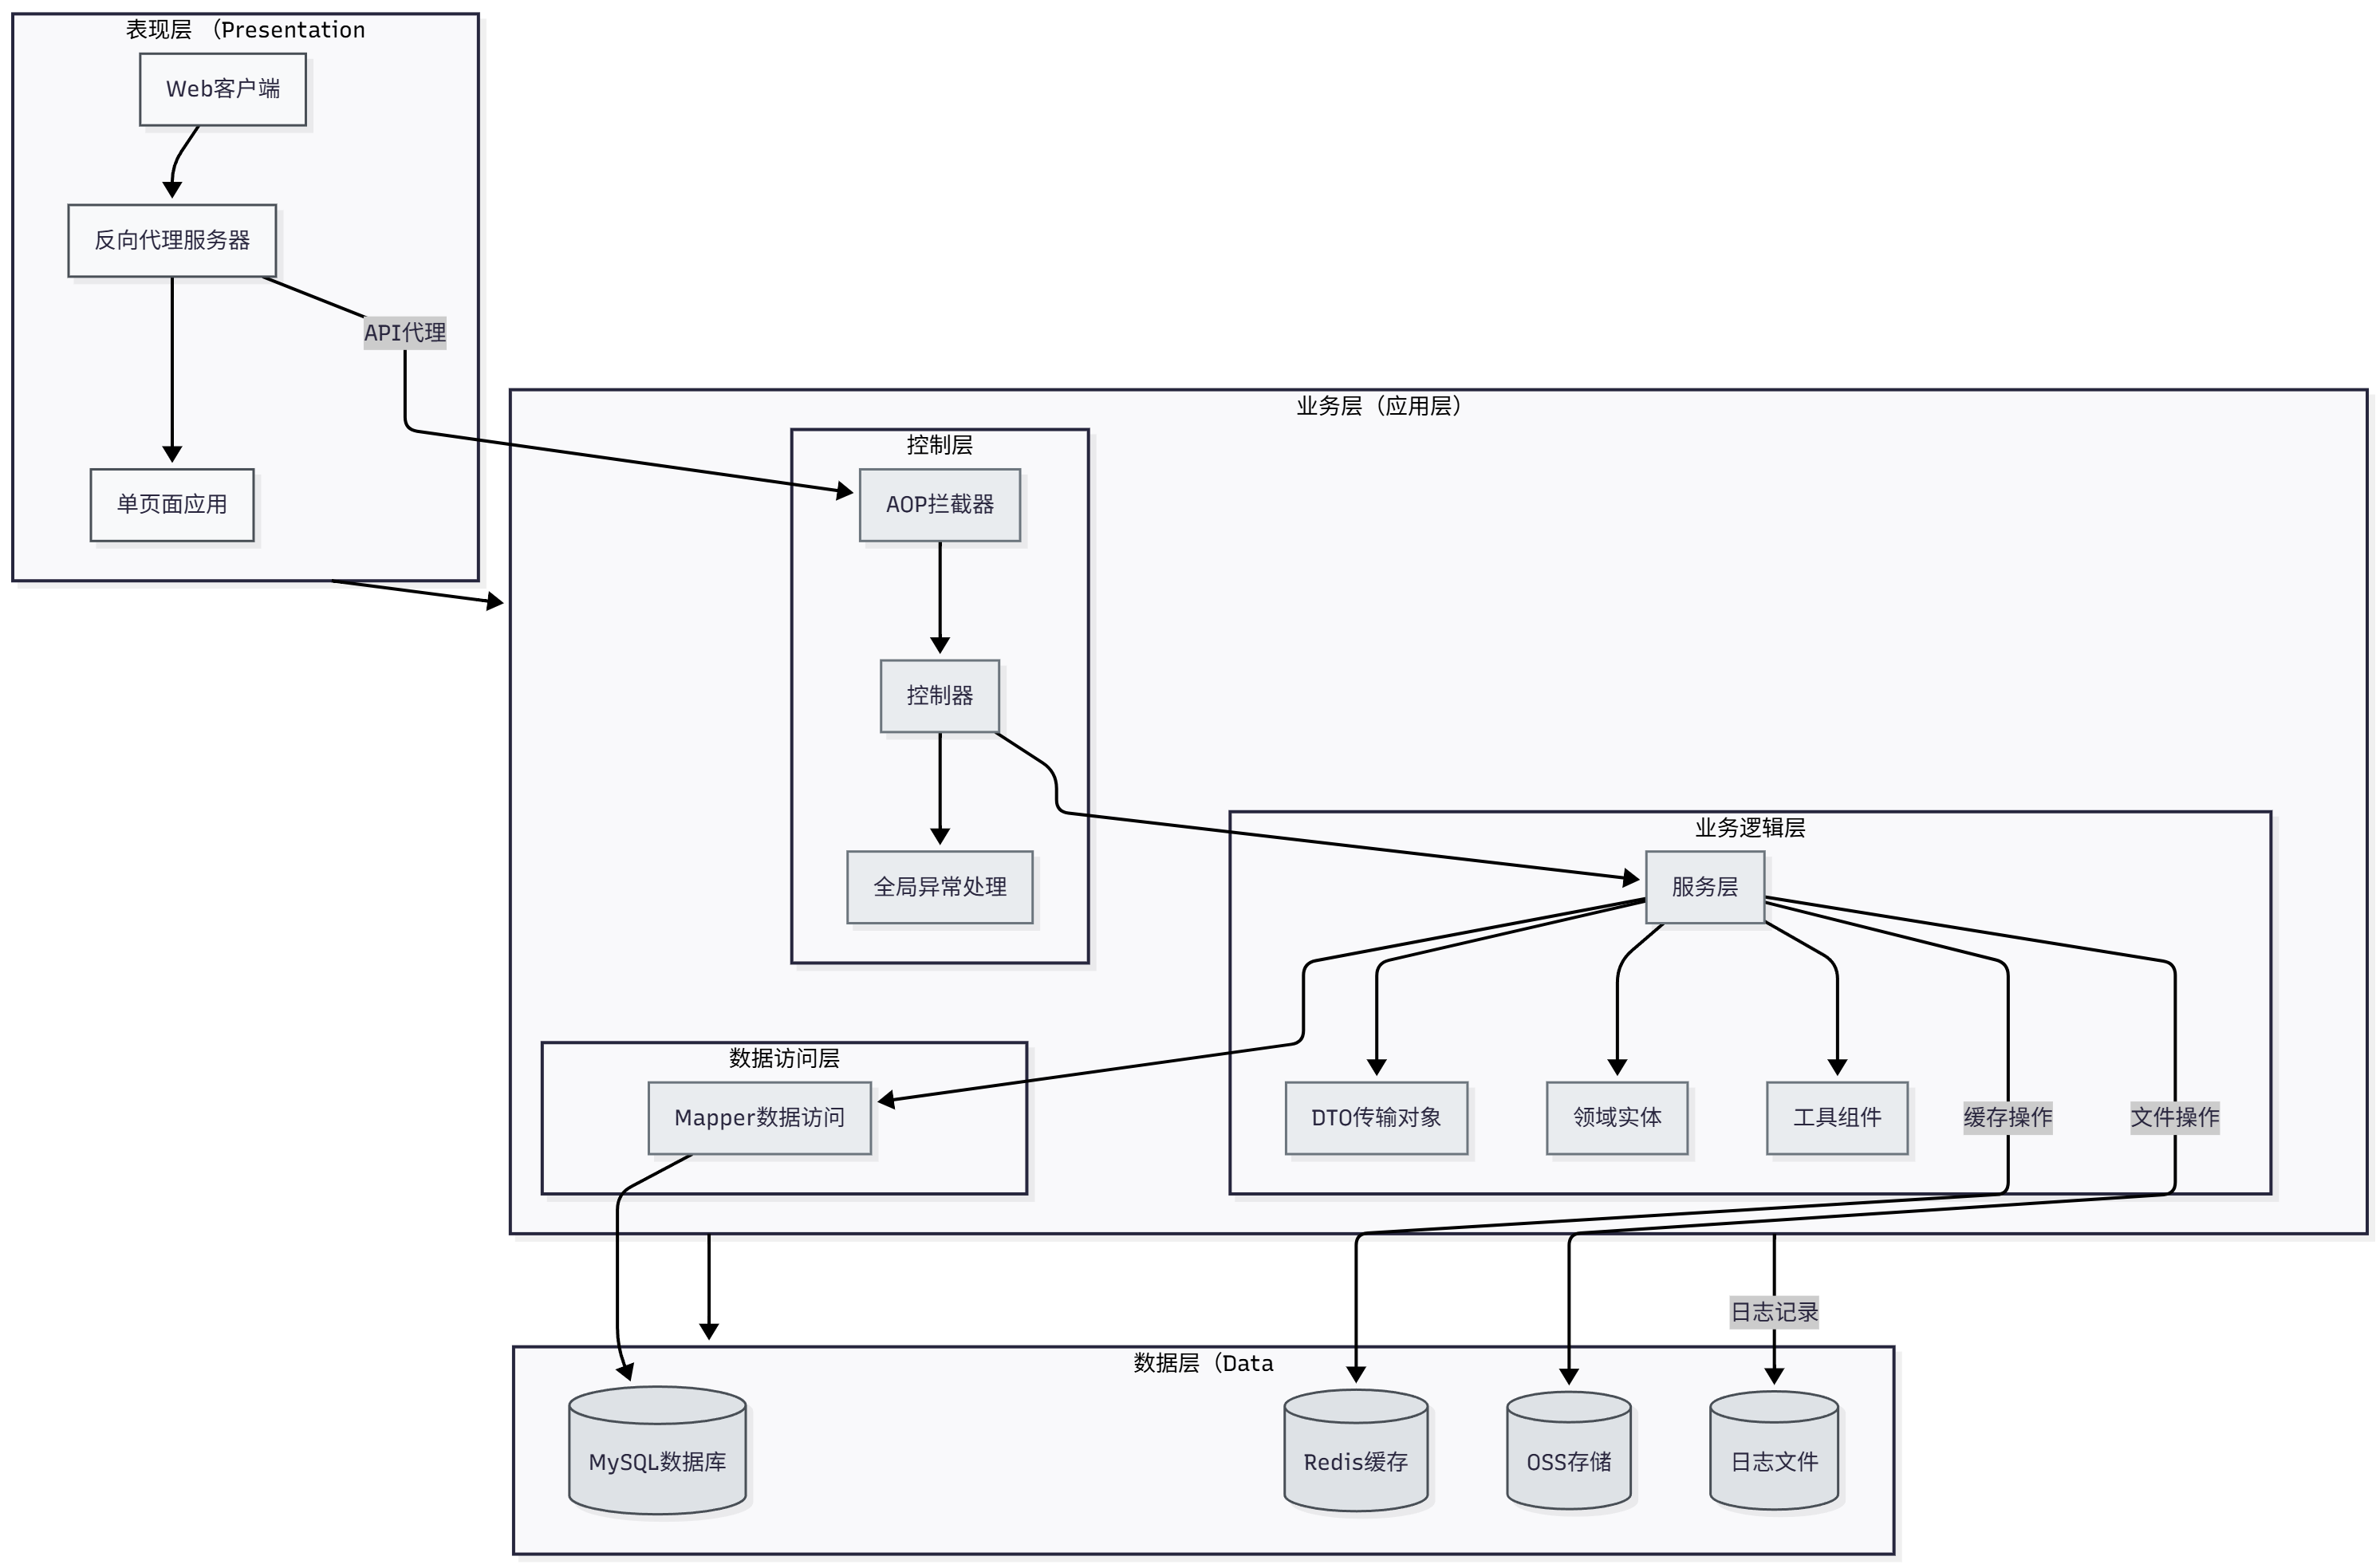 表现层 （Presentation
Web客户端
反向代理服务器
API代理
单页面应用
业务层（应用层）
控制层
AOP拦截器
控制器
全局异常处理
业务逻辑层
服务层
数据访问层
Mapper数据访问
DTO传输对象
领域实体
工具组件
缓存操作
文件操作
日志记录
数据层（Data
MySQL数据库
Redis缓存
OSS存储
日志文件